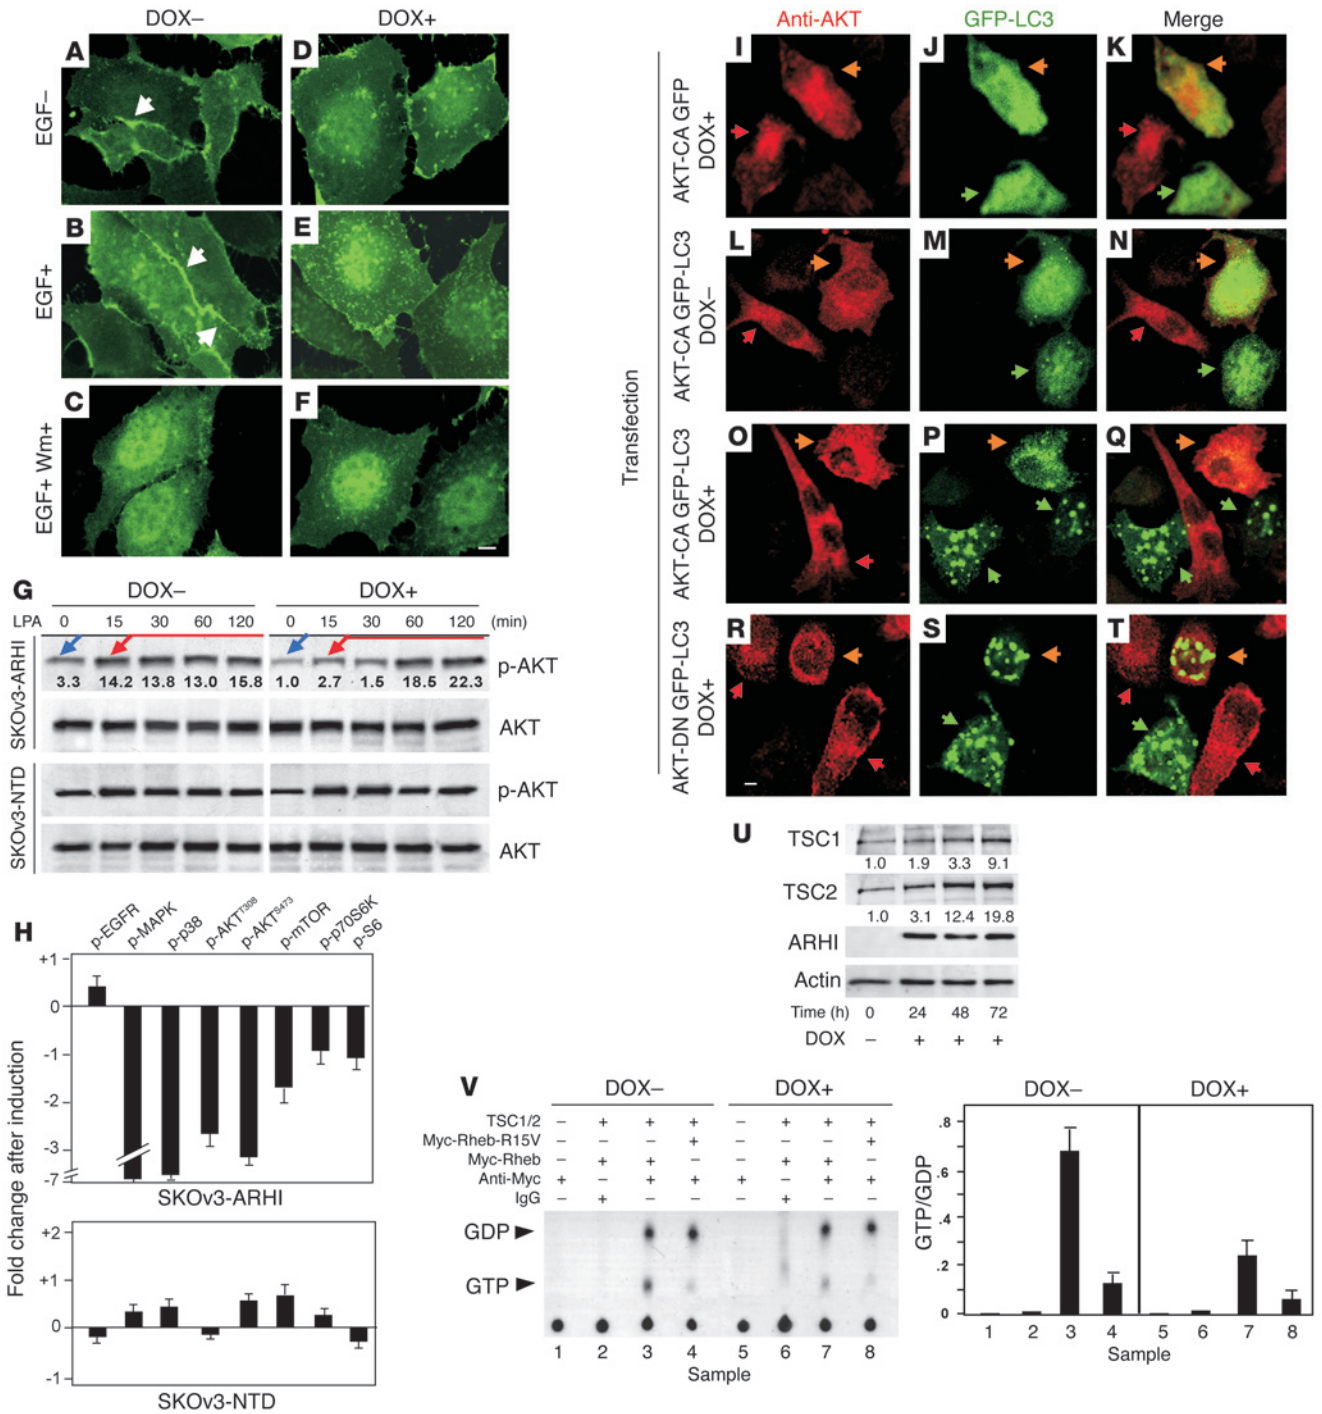 DOX– DOX+
A D
EGF–
B E
EGF+
C F
EGF+ Wm+
G DOX– DOX+
LPA 0 15 30 60 120 0 15 30 60 120 (min)
SKOv3-ARHI
p-AKT
3.3 14.2 13.8 13.0 15.8 1.0 2.7 1.5 18.5 22.3
AKT
SKOv3-NTD
p-AKT
AKT
H p-EGFR p-MAPK p-p38 p-AKT^T308 p-AKT^S473 p-mTOR p-p70S6K p-S6
Fold change after induction
+1
0
-1
-2
-3
-7
SKOv3-ARHI
+2
+1
0
-1
SKOv3-NTD
Anti-AKT GFP-LC3 Merge
Transfection
I J K
AKT-CA GFP
DOX+
L M N
AKT-CA GFP-LC3
DOX–
O P Q
AKT-CA GFP-LC3
DOX+
R S T
AKT-DN GFP-LC3
DOX+
U TSC1
1.0 1.9 3.3 9.1
TSC2
1.0 3.1 12.4 19.8
ARHI
Actin
Time (h) 0 24 48 72
DOX – + + +
V DOX– DOX+
TSC1/2 – + + + – + + +
Myc-Rheb-R15V – – – + – – – +
Myc-Rheb – + + – – + + –
Anti-Myc + – + + + – + +
IgG – + – – – + – –
GDP
GTP
1 2 3 4 5 6 7 8
Sample
DOX– DOX+
GTP/GDP
.8
.6
.4
.2
0
1 2 3 4 5 6 7 8
Sample